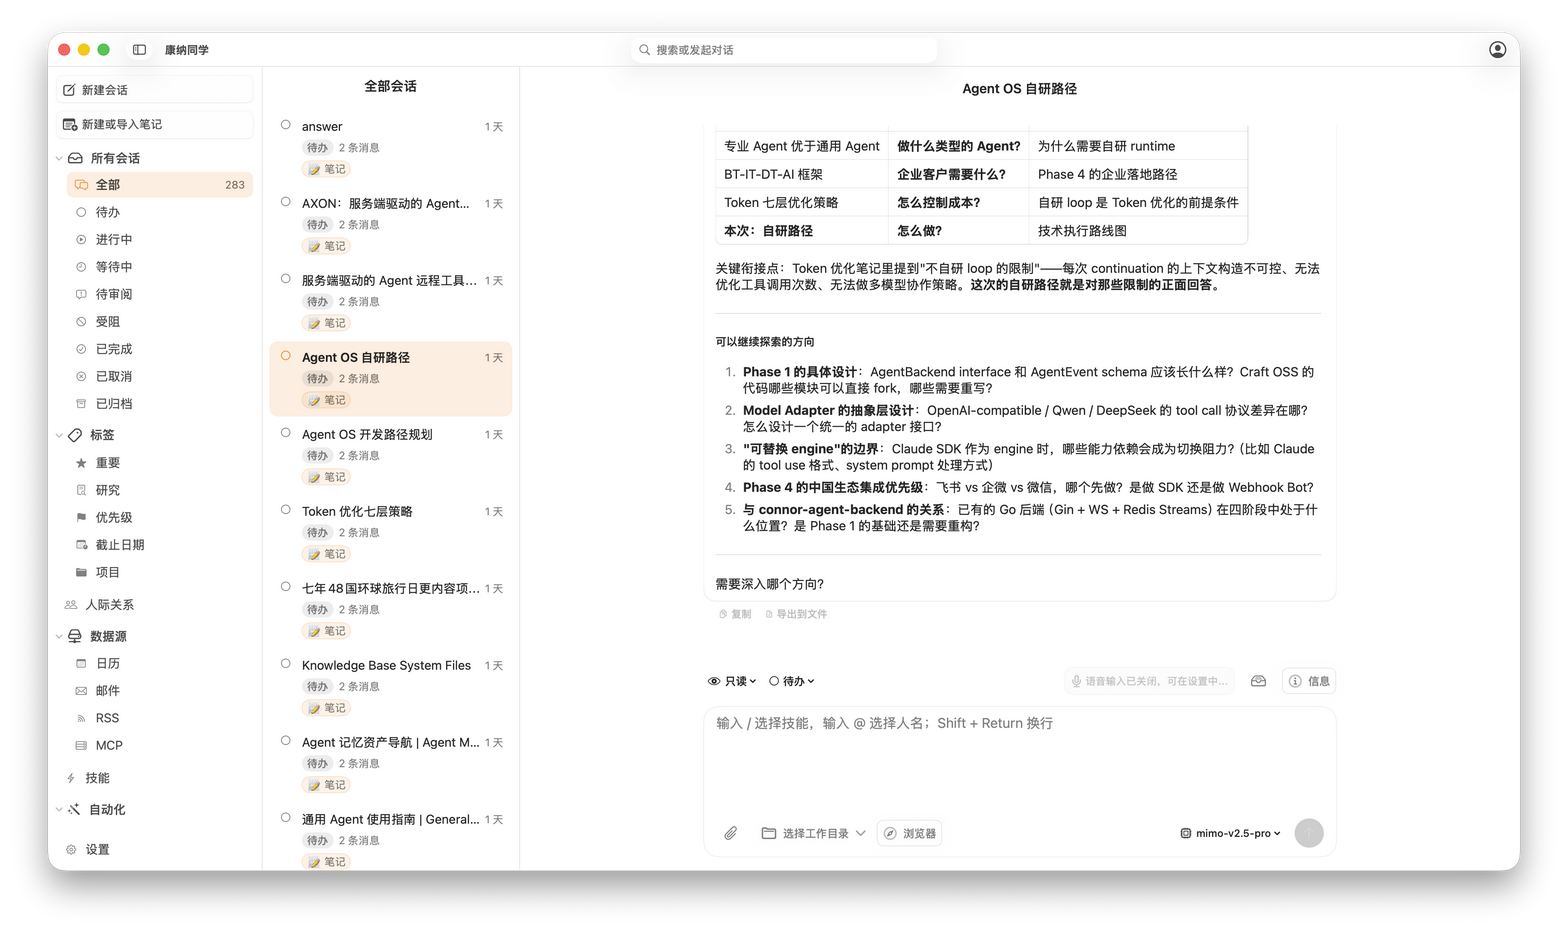 康纳同学
搜索或发起对话
新建会话
新建或导入笔记
所有会话
全部 283
待办
进行中
等待中
待审阅
受阻
已完成
已取消
已归档
标签
重要
研究
优先级
截止日期
项目
人际关系
数据源
日历
邮件
RSS
MCP
技能
自动化
设置
全部会话
answer 1 天
待办 2 条消息
📝 笔记
AXON：服务端驱动的 Agent... 1 天
待办 2 条消息
📝 笔记
服务端驱动的 Agent 远程工具... 1 天
待办 2 条消息
📝 笔记
Agent OS 自研路径 1 天
待办 2 条消息
📝 笔记
Agent OS 开发路径规划 1 天
待办 2 条消息
📝 笔记
Token 优化七层策略 1 天
待办 2 条消息
📝 笔记
七年 48 国环球旅行日更内容项... 1 天
待办 2 条消息
📝 笔记
Knowledge Base System Files 1 天
待办 2 条消息
📝 笔记
Agent 记忆资产导航 | Agent M... 1 天
待办 2 条消息
📝 笔记
通用 Agent 使用指南 | General... 1 天
待办 2 条消息
📝 笔记
Agent OS 自研路径
专业 Agent 优于通用 Agent 做什么类型的 Agent? 为什么需要自研 runtime
BT-IT-DT-AI 框架 企业客户需要什么? Phase 4 的企业落地路径
Token 七层优化策略 怎么控制成本? 自研 loop 是 Token 优化的前提条件
本次：自研路径 怎么做? 技术执行路线图
关键衔接点：Token 优化笔记里提到"不自研 loop 的限制"——每次 continuation 的上下文构造不可控、无法
优化工具调用次数、无法做多模型协作策略。这次的自研路径就是对那些限制的正面回答。
可以继续探索的方向
1. Phase 1 的具体设计：AgentBackend interface 和 AgentEvent schema 应该长什么样？Craft OSS 的
代码哪些模块可以直接 fork，哪些需要重写？
2. Model Adapter 的抽象层设计：OpenAI-compatible / Qwen / DeepSeek 的 tool call 协议差异在哪？
怎么设计一个统一的 adapter 接口？
3. "可替换 engine"的边界：Claude SDK 作为 engine 时，哪些能力依赖会成为切换阻力？（比如 Claude
的 tool use 格式、system prompt 处理方式）
4. Phase 4 的中国生态集成优先级：飞书 vs 企微 vs 微信，哪个先做？是做 SDK 还是做 Webhook Bot?
5. 与 connor-agent-backend 的关系：已有的 Go 后端（Gin + WS + Redis Streams）在四阶段中处于什
么位置？是 Phase 1 的基础还是需要重构？
需要深入哪个方向？
复制 导出到文件
只读 待办 语音输入已关闭，可在设置中... 信息
输入 / 选择技能，输入 @ 选择人名；Shift + Return 换行
选择工作目录 浏览器 mimo-v2.5-pro